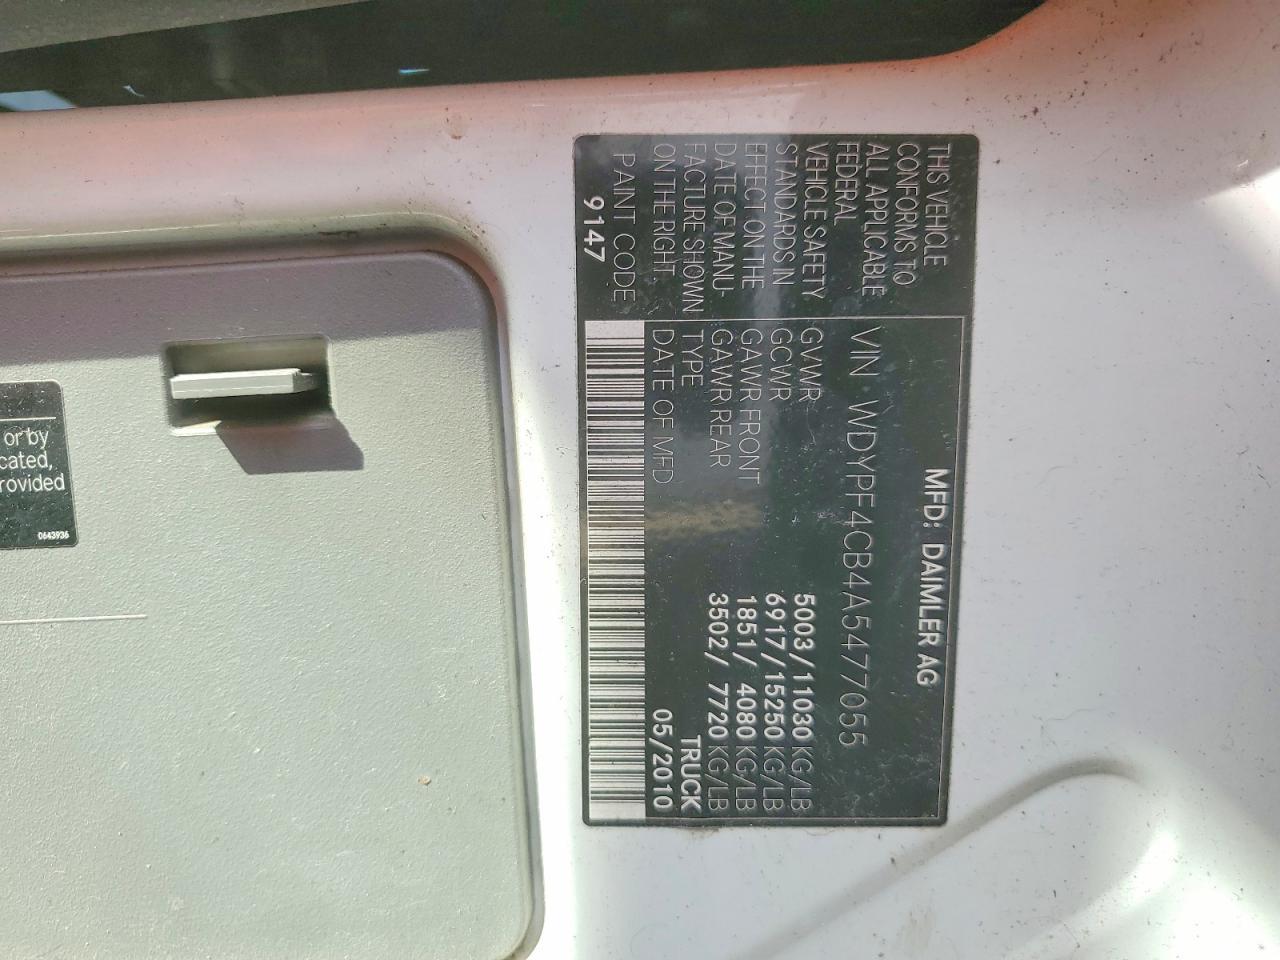 MFD: DAIMLER AG
THIS VEHICLE
CONFORMS TO
ALL APPLICABLE
FEDERAL
VEHICLE SAFETY
STANDARDS IN
EFFECT ON THE
DATE OF MANU-
FACTURE SHOWN
ON THE RIGHT
PAINT CODE
9147
VIN WDYPF4CB4A5477055
GVWR 5003/11030 KG/LB
GCWR 6917/15250 KG/LB
GAWR FRONT 1851/ 4080 KG/LB
GAWR REAR 3502/ 7720 KG/LB
TYPE TRUCK
DATE OF MFD 05/2010
or by
cated,
rovided
0643936